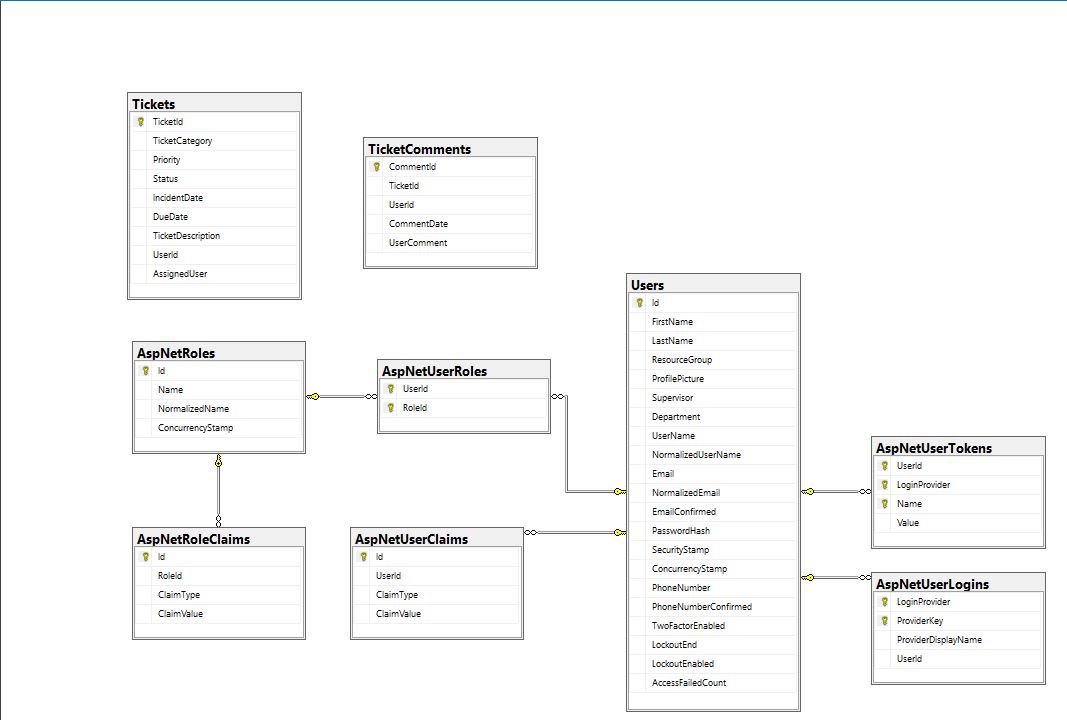 Tickets
TicketId
TicketCategory
Priority
Status
IncidentDate
DueDate
TicketDescription
UserId
AssignedUser
TicketComments
CommentId
TicketId
UserId
CommentDate
UserComment
AspNetRoles
Id
Name
NormalizedName
ConcurrencyStamp
AspNetUserRoles
UserId
RoleId
Users
Id
FirstName
LastName
ResourceGroup
ProfilePicture
Supervisor
Department
UserName
NormalizedUserName
Email
NormalizedEmail
EmailConfirmed
PasswordHash
SecurityStamp
ConcurrencyStamp
PhoneNumber
PhoneNumberConfirmed
TwoFactorEnabled
LockoutEnd
LockoutEnabled
AccessFailedCount
AspNetUserTokens
UserId
LoginProvider
Name
Value
AspNetRoleClaims
Id
RoleId
ClaimType
ClaimValue
AspNetUserClaims
Id
UserId
ClaimType
ClaimValue
AspNetUserLogins
LoginProvider
ProviderKey
ProviderDisplayName
UserId